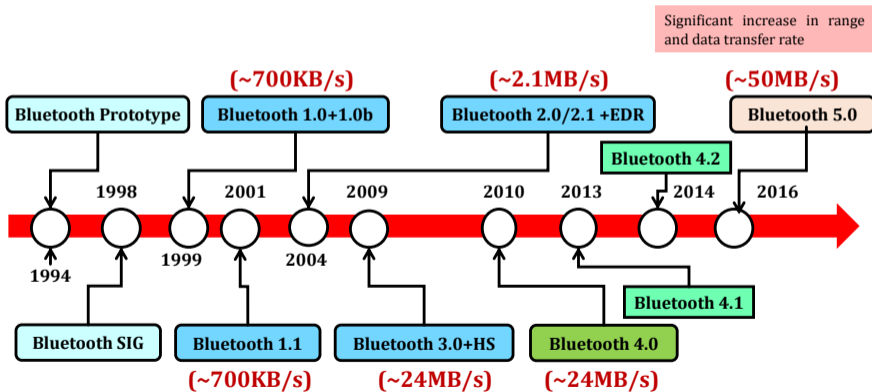 Significant increase in range
and data transfer rate
(~700KB/s)
(~2.1MB/s)
(~50MB/s)
Bluetooth Prototype
Bluetooth 1.0+1.0b
Bluetooth 2.0/2.1 +EDR
Bluetooth 5.0
Bluetooth 4.2
1998
2001
2009
2010
2013
2014
2016
1994
1999
2004
Bluetooth 4.1
Bluetooth SIG
Bluetooth 1.1
Bluetooth 3.0+HS
Bluetooth 4.0
(~700KB/s)
(~24MB/s)
(~24MB/s)